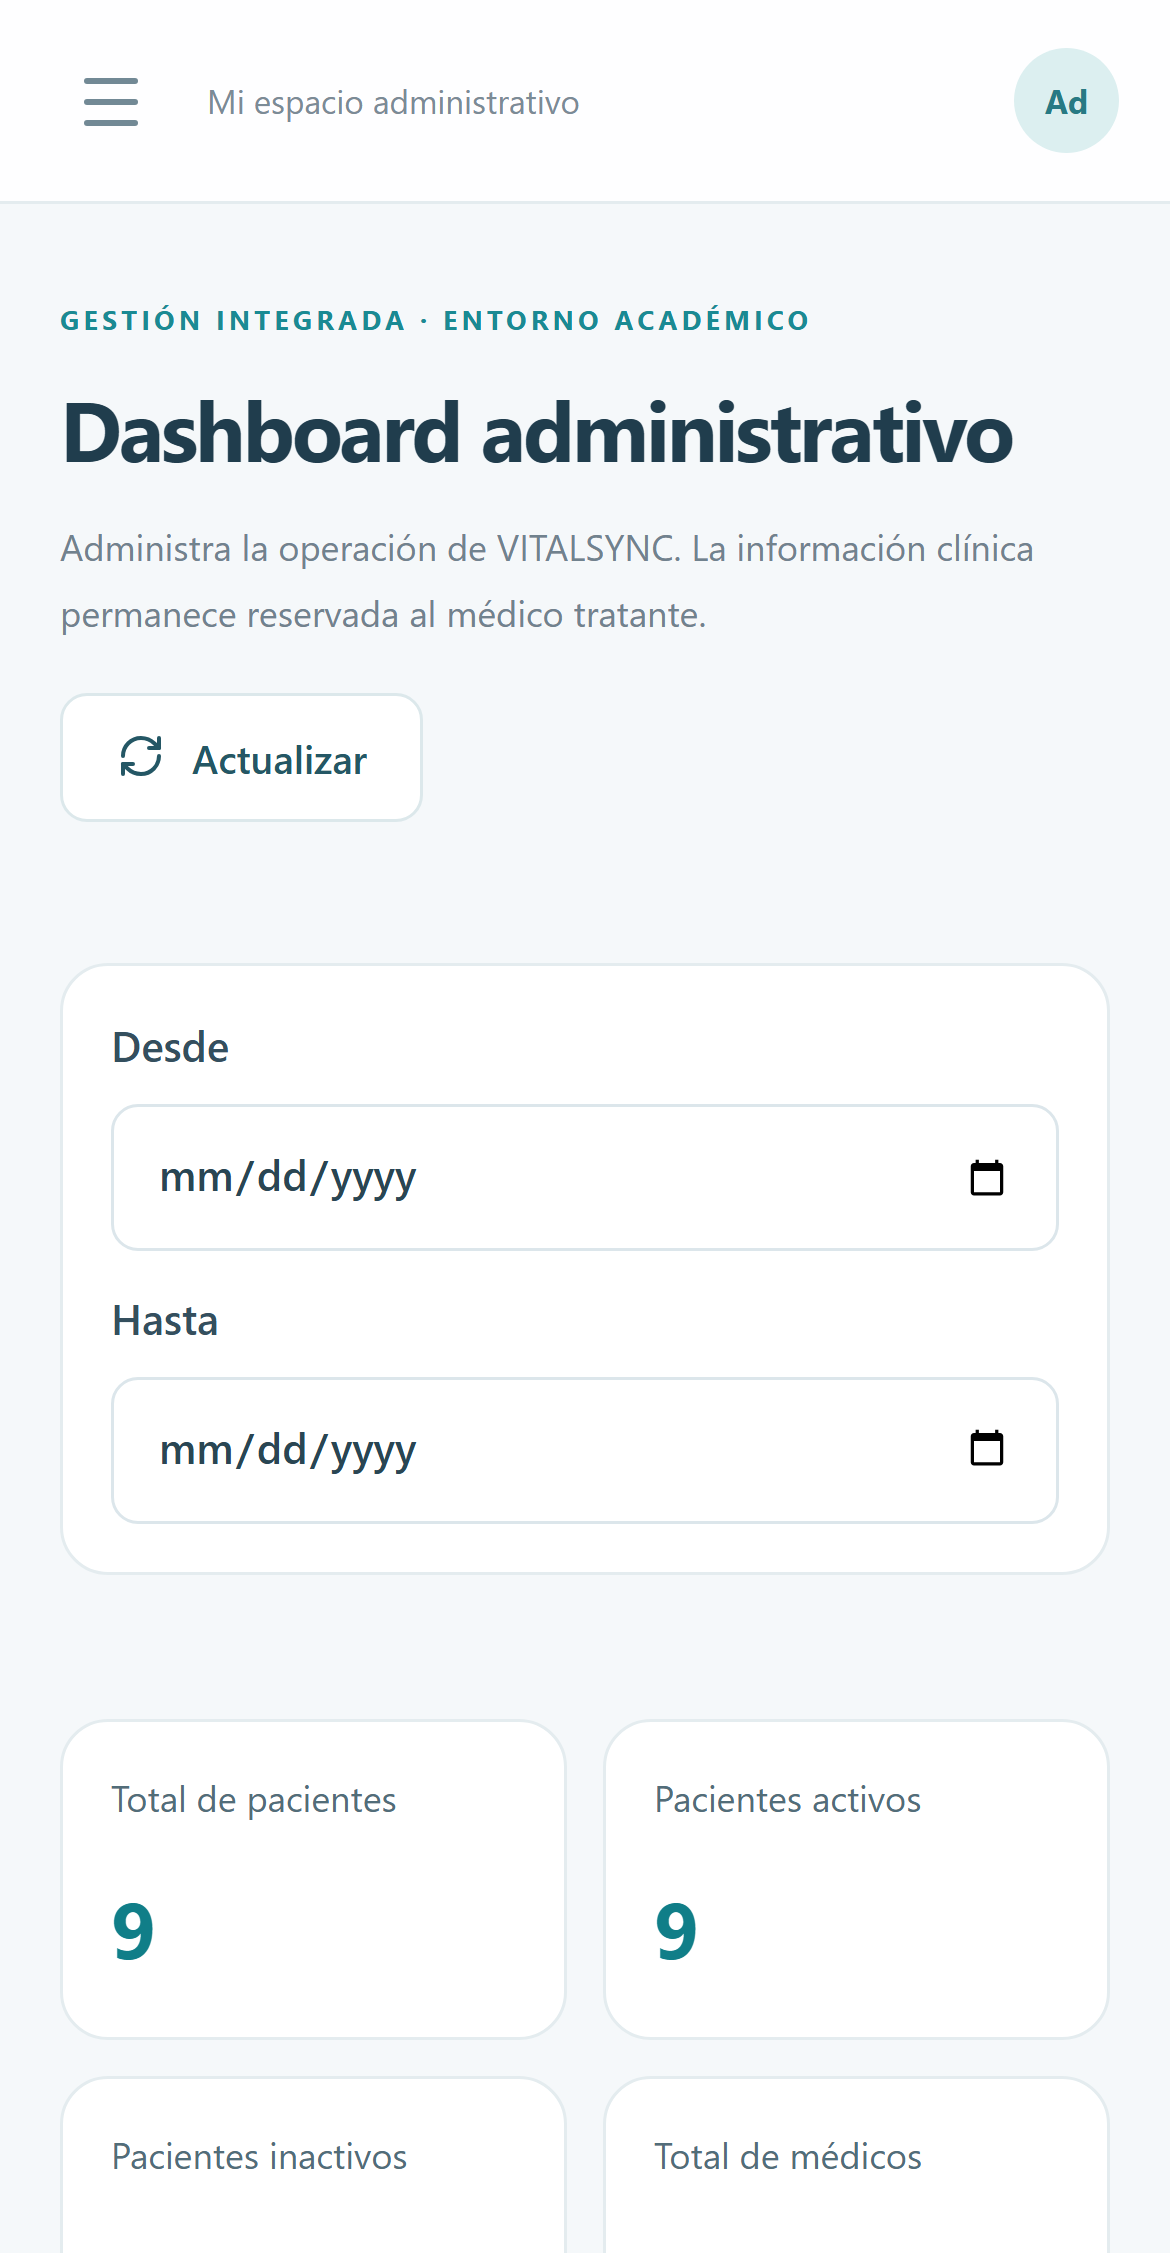 Mi espacio administrativo
Ad
GESTIÓN INTEGRADA · ENTORNO ACADÉMICO
Dashboard administrativo
Administra la operación de VITALSYNC. La información clínica
permanece reservada al médico tratante.
Actualizar
Desde
mm/dd/yyyy
Hasta
mm/dd/yyyy
Total de pacientes
9
Pacientes activos
9
Pacientes inactivos
Total de médicos